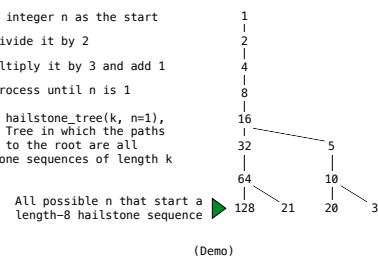 integer n as the start
ivide it by 2
ultiply it by 3 and add 1
rocess until n is 1
hailstone_tree(k, n=1),
Tree in which the paths
to the root are all
one sequences of length k
All possible n that start a
length-8 hailstone sequence
1
2
4
8
16
32 5
64 10
128 21 20 3
(Demo)